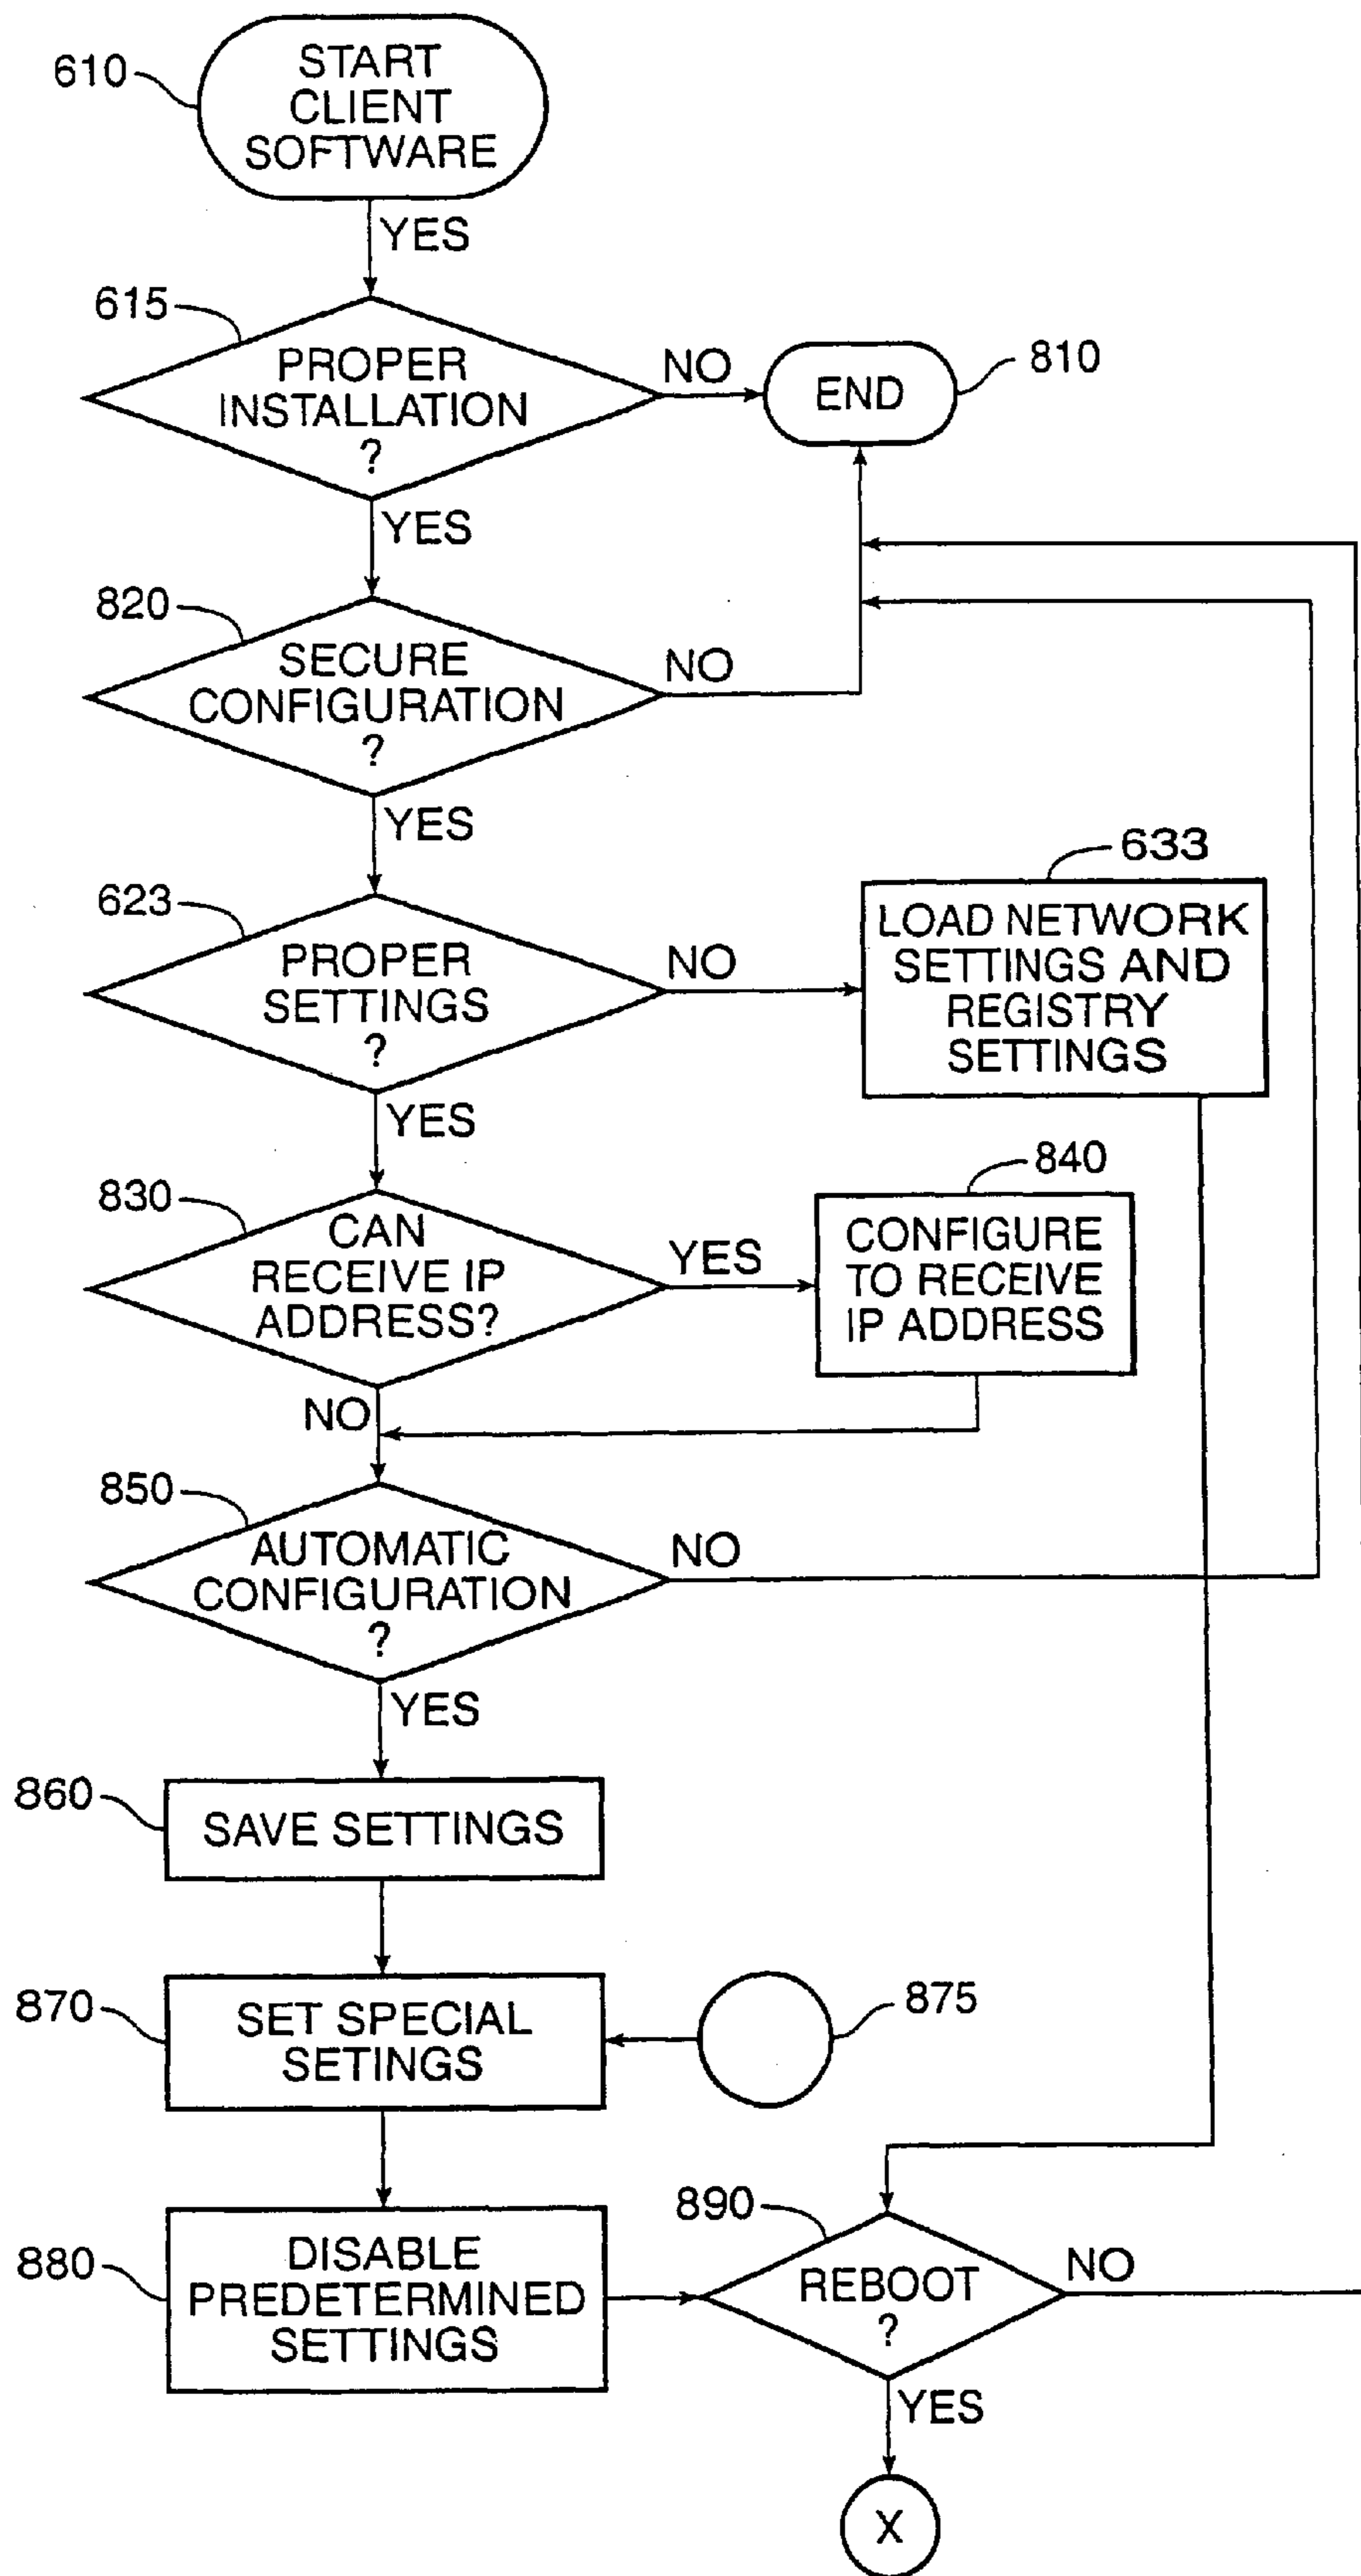 610
START
CLIENT
SOFTWARE
YES
615
PROPER
INSTALLATION
?
NO
END
810
YES
820
SECURE
CONFIGURATION
?
NO
YES
623
PROPER
SETTINGS
?
NO
633
LOAD NETWORK
SETTINGS AND
REGISTRY
SETTINGS
YES
830
CAN
RECEIVE IP
ADDRESS?
YES
840
CONFIGURE
TO RECEIVE
IP ADDRESS
NO
850
AUTOMATIC
CONFIGURATION
?
NO
YES
860
SAVE SETTINGS
870
SET SPECIAL
SETINGS
875
880
DISABLE
PREDETERMINED
SETTINGS
890
REBOOT
?
NO
YES
X